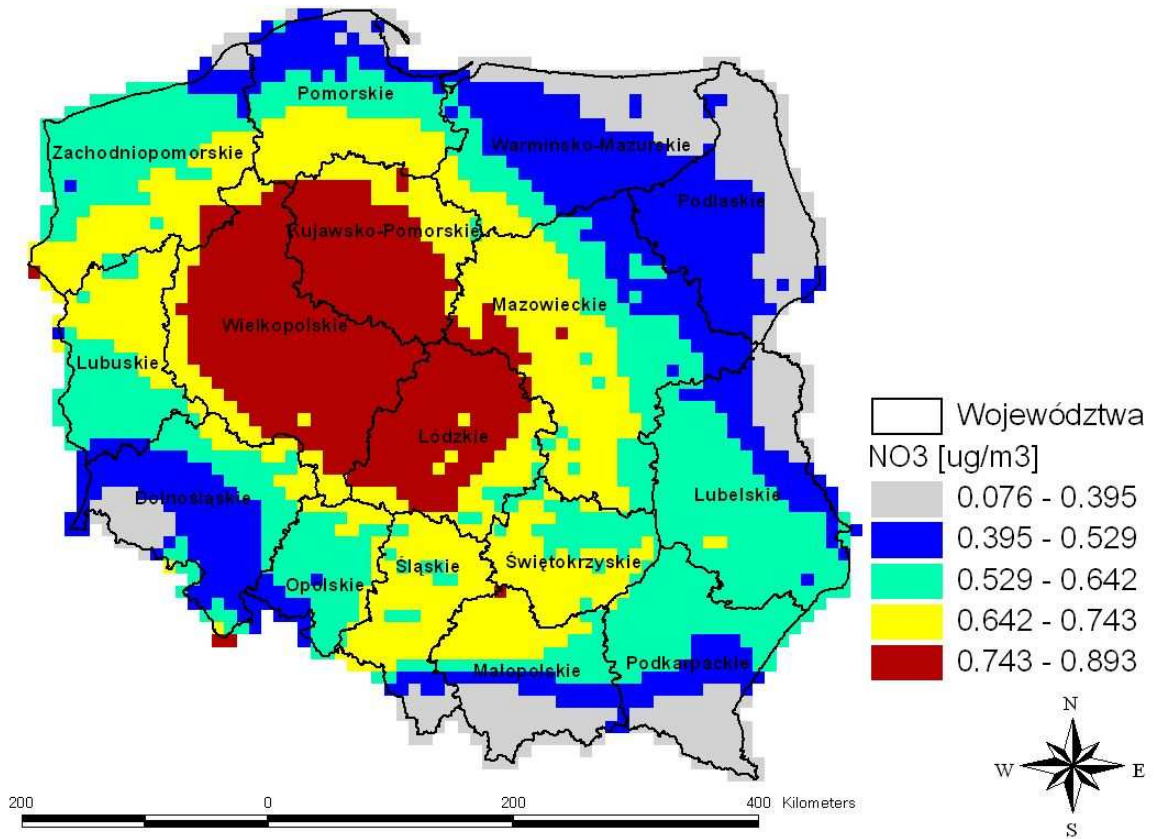 Pomorskie
Zachodniopomorskie
Warmińsko-Mazurskie
Podlaskie
Kujawsko-Pomorskie
Mazowieckie
Wielkopolskie
Lubuskie
Łódzkie
Dolnośląskie
Lubelskie
Opolskie
Śląskie
Świętokrzyskie
Małopolskie
Podkarpackie
Województwa
NO3 [ug/m3]
0.076 - 0.395
0.395 - 0.529
0.529 - 0.642
0.642 - 0.743
0.743 - 0.893
N
W E
S
200 0 200 400 Kilometers